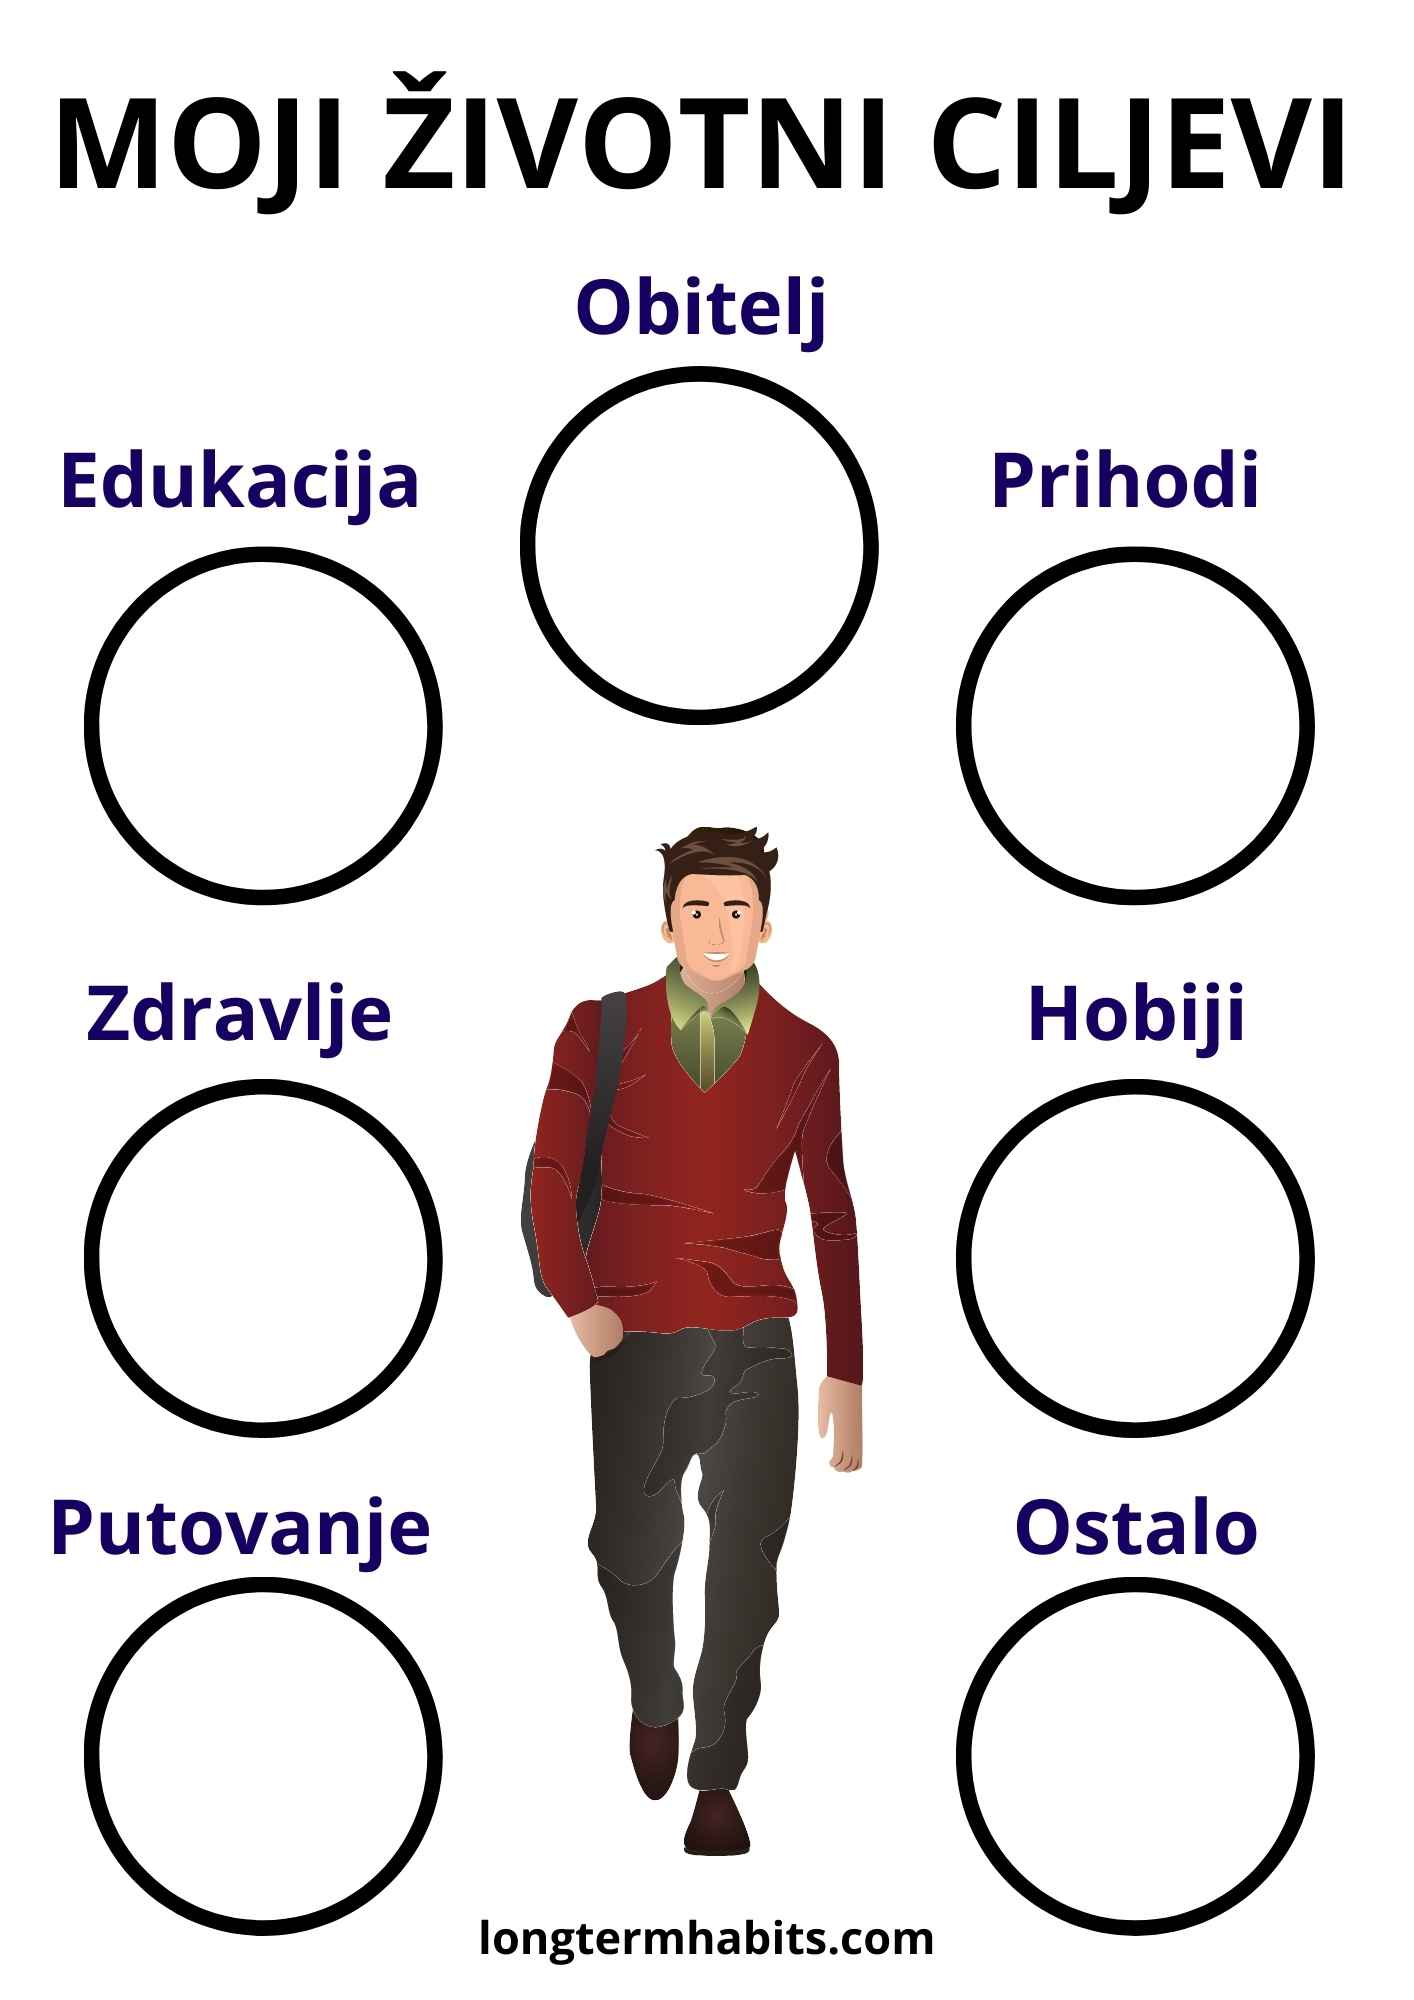 MOJI ŽIVOTNI CILJEVI
Obitelj
Edukacija
Prihodi
Zdravlje
Hobiji
Putovanje
Ostalo
longtermhabits.com